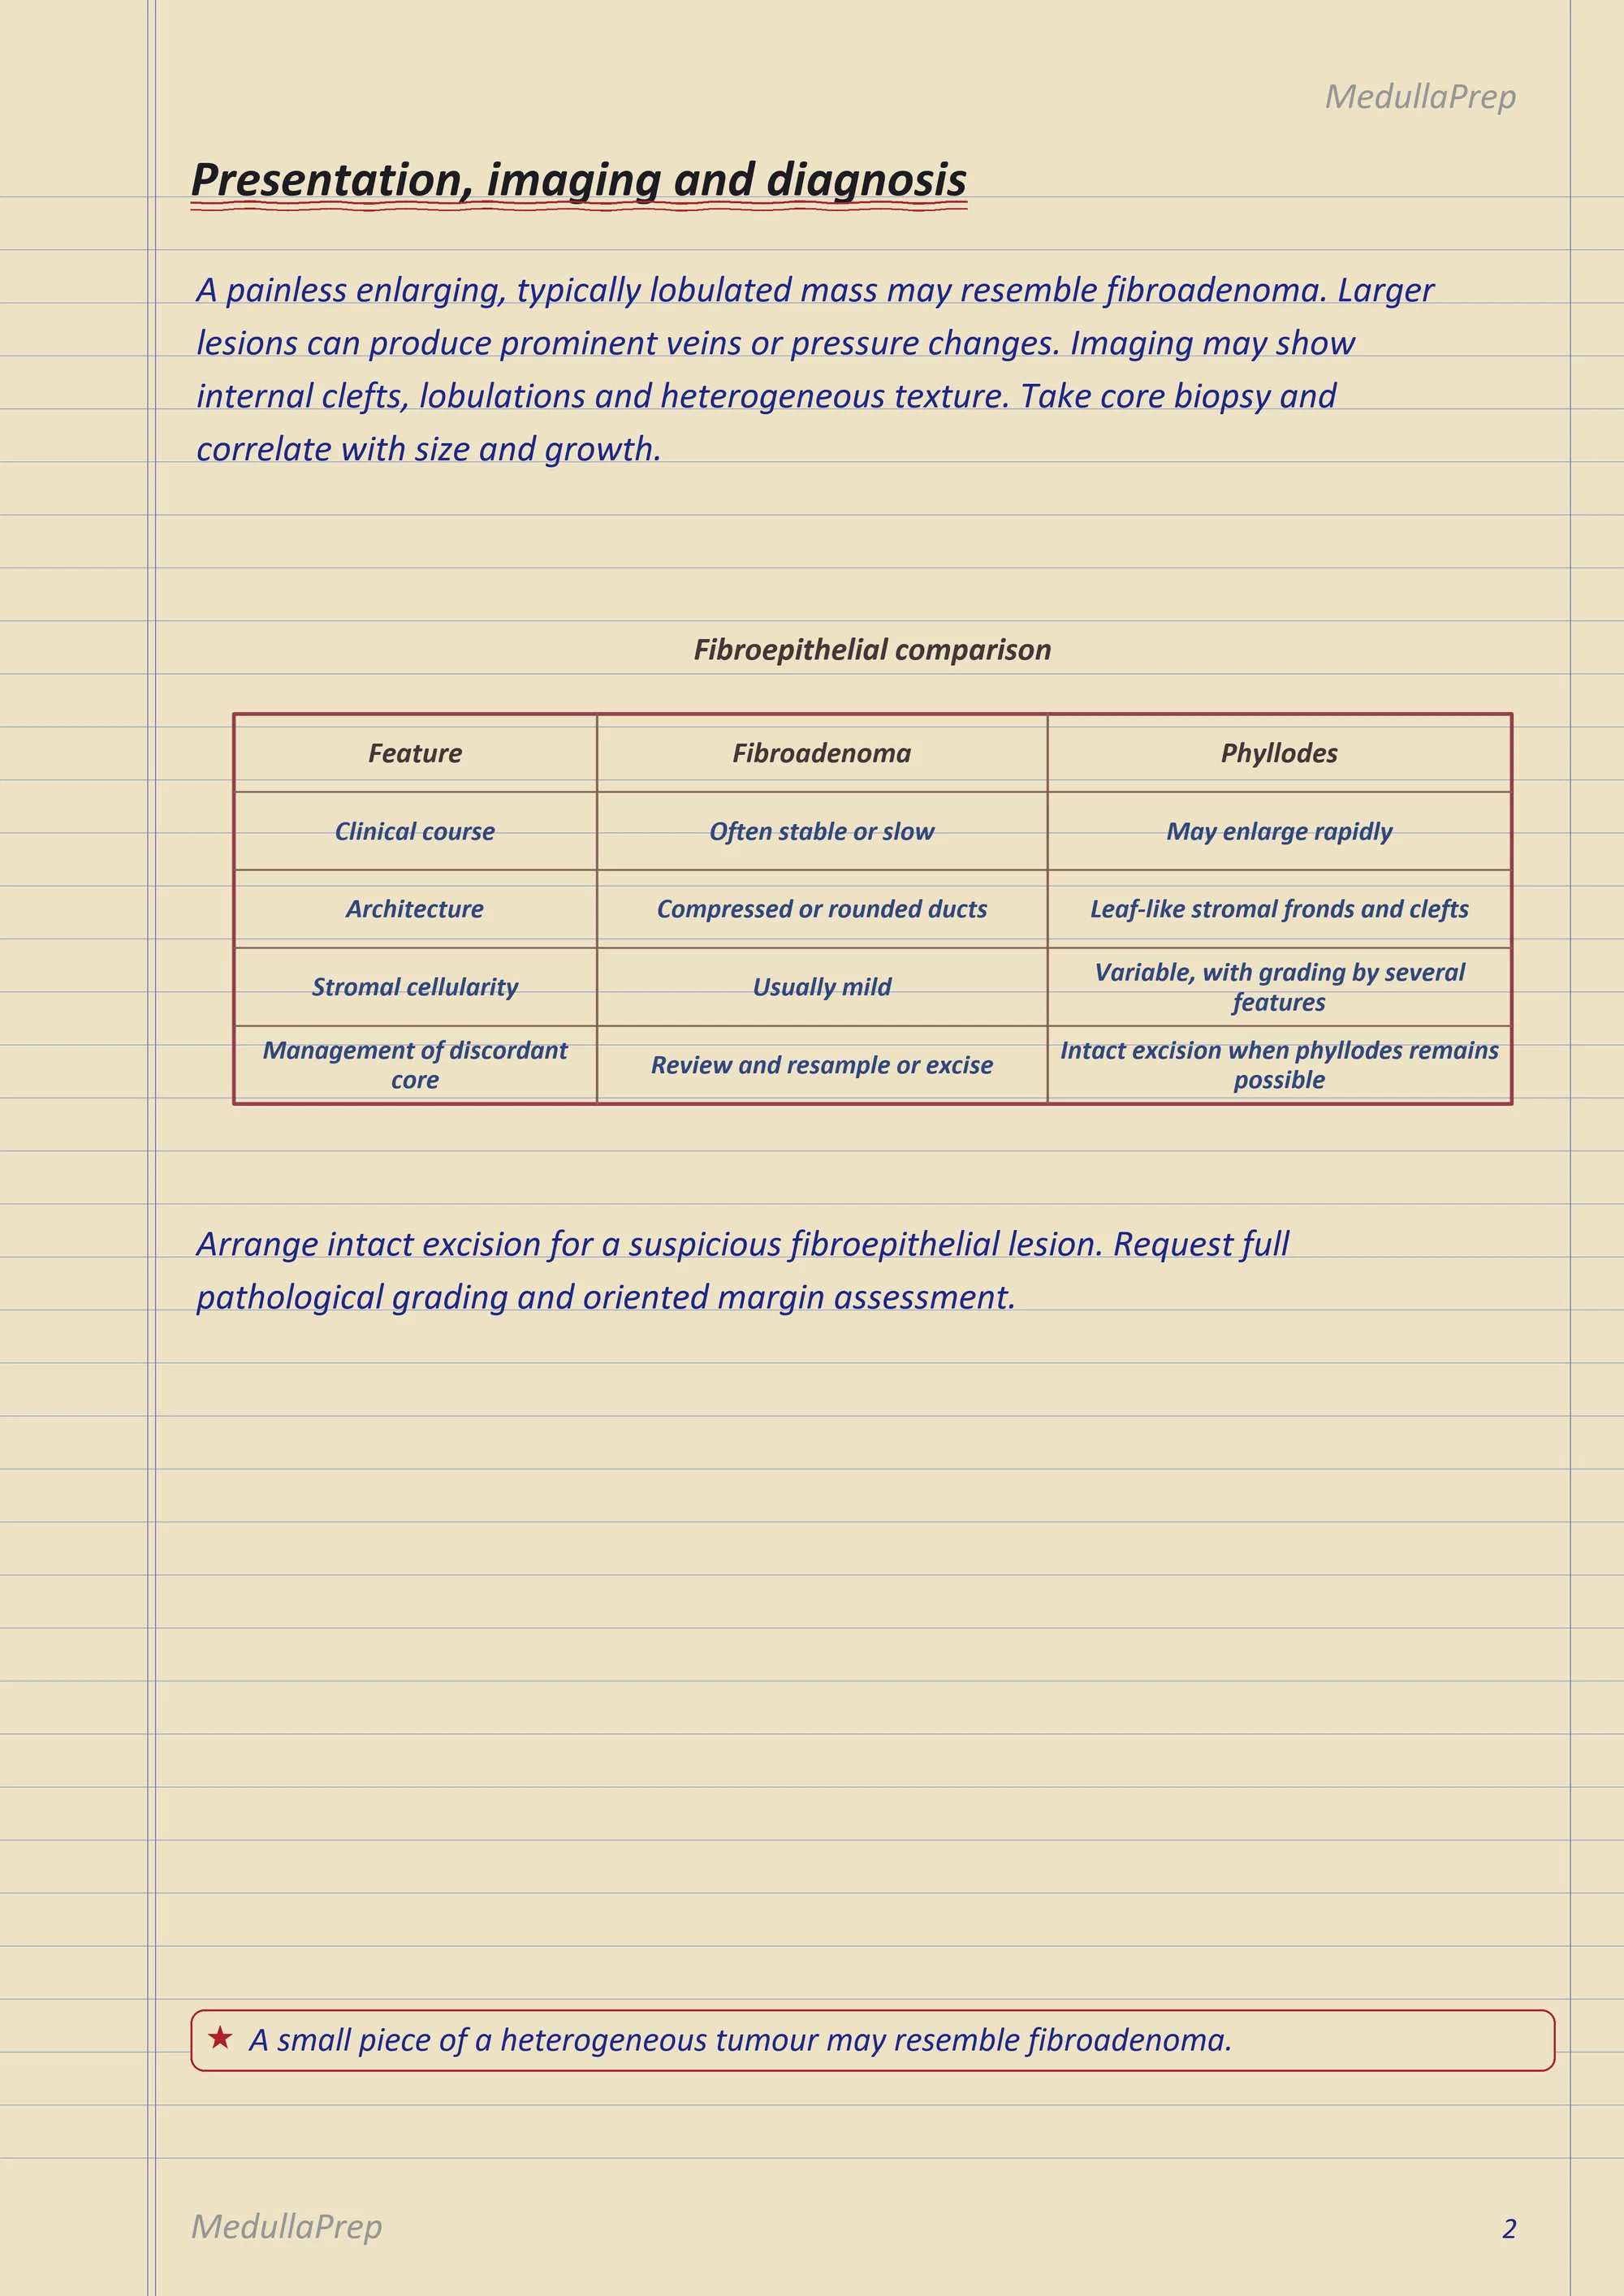 MedullaPrep
Presentation, imaging and diagnosis
A painless enlarging, typically lobulated mass may resemble fibroadenoma. Larger
lesions can produce prominent veins or pressure changes. Imaging may show
internal clefts, lobulations and heterogeneous texture. Take core biopsy and
correlate with size and growth.
Fibroepithelial comparison
Feature Fibroadenoma Phyllodes
Clinical course Often stable or slow May enlarge rapidly
Architecture Compressed or rounded ducts Leaf-like stromal fronds and clefts
Stromal cellularity Usually mild Variable, with grading by several
features
Management of discordant
core Review and resample or excise Intact excision when phyllodes remains
possible
Arrange intact excision for a suspicious fibroepithelial lesion. Request full
pathological grading and oriented margin assessment.
★ A small piece of a heterogeneous tumour may resemble fibroadenoma.
MedullaPrep 2